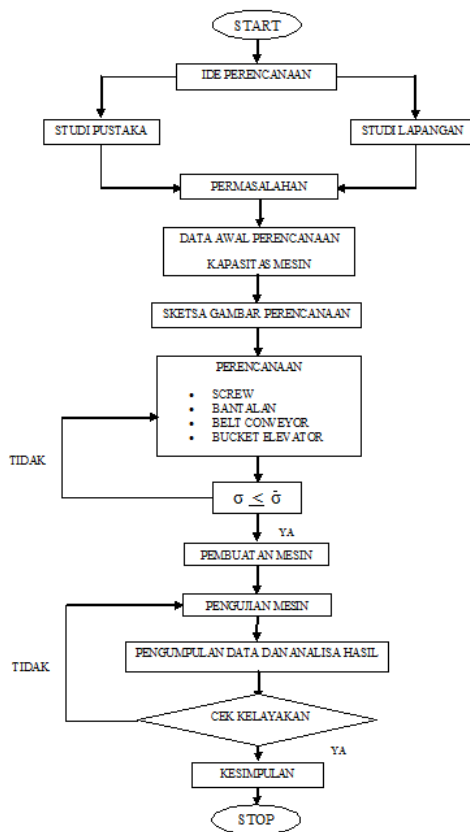 START
IDE PERENCANAAN
STUDI PUSTAKA
STUDI LAPANGAN
PERMASALAHAN
DATA AWAL PERENCANAAN
KAPASITAS MESIN
SKETSA GAMBAR PERENCANAAN
PERENCANAAN
• SCREW
• BANTALAN
• BELT CONVEYOR
• BUCKET ELEVATOR
TIDAK
σ ≤ σ̄
YA
PEMBUATAN MESIN
PENGUJIAN MESIN
PENGUMPULAN DATA DAN ANALISA HASIL
TIDAK
CEK KELAYAKAN
YA
KESIMPULAN
STOP